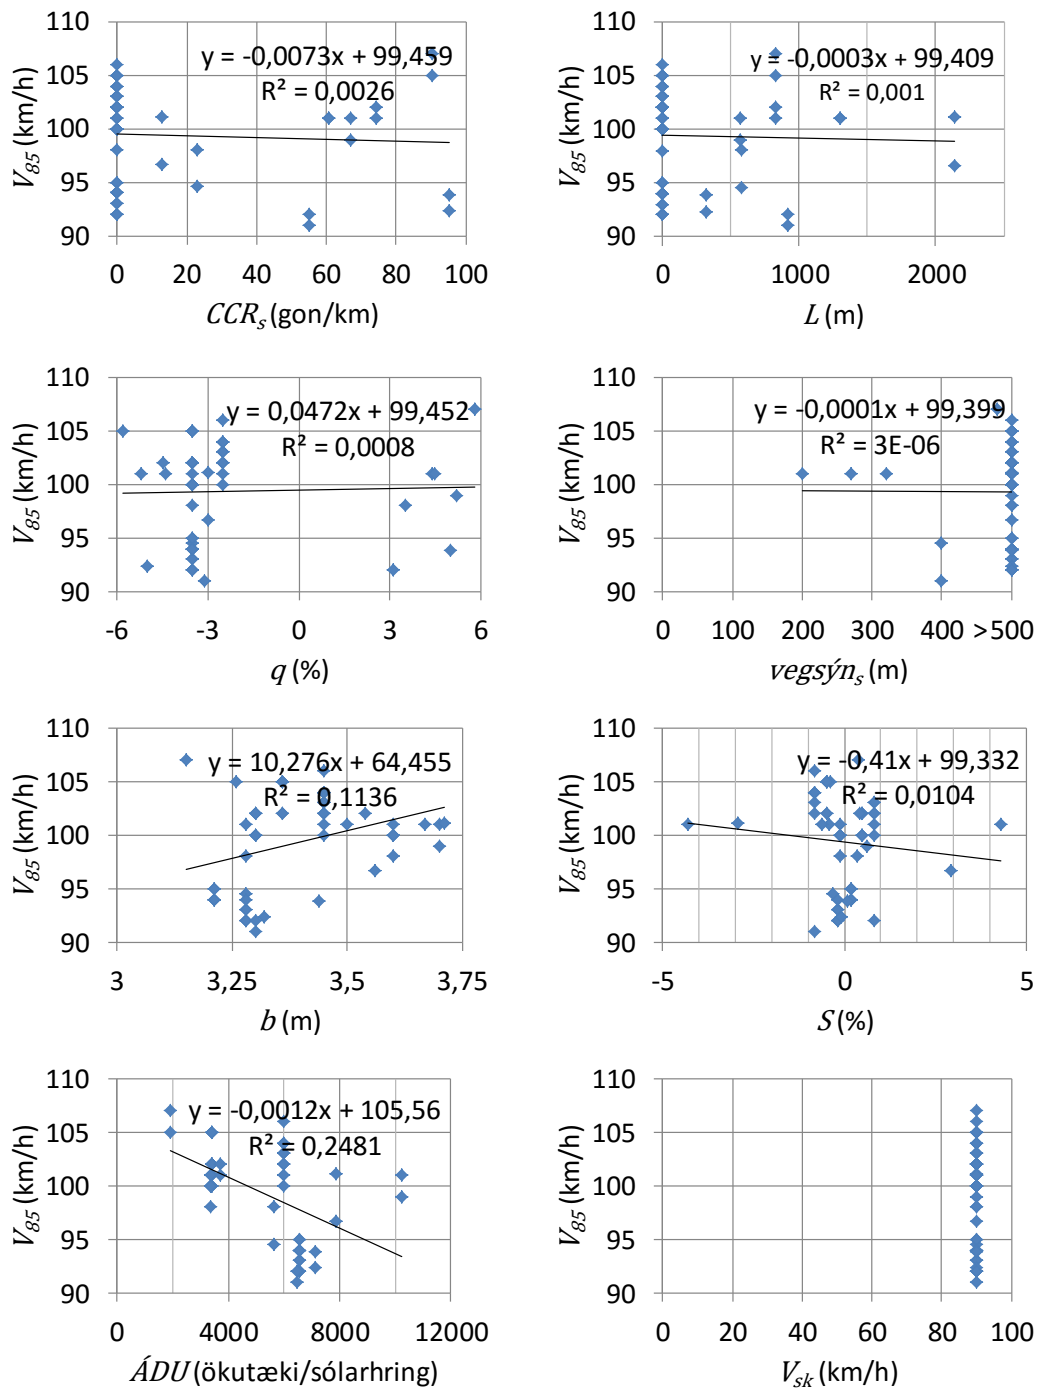 110
105
100
95
90
V85 (km/h)
y = -0,0073x + 99,459
R² = 0,0026
0 20 40 60 80 100
CCRs (gon/km)
110
105
100
95
90
V85 (km/h)
y = -0,0003x + 99,409
R² = 0,001
0 1000 2000
L (m)
110
105
100
95
90
V85 (km/h)
y = 0,0472x + 99,452
R² = 0,0008
-6 -3 0 3 6
q (%)
110
105
100
95
90
V85 (km/h)
y = -0,0001x + 99,399
R² = 3E-06
0 100 200 300 400 >500
vegsýns (m)
110
105
100
95
90
V85 (km/h)
y = 10,276x + 64,455
R² = 0,1136
3 3,25 3,5 3,75
b (m)
110
105
100
95
90
V85 (km/h)
y = -0,41x + 99,332
R² = 0,0104
-5 0 5
S (%)
110
105
100
95
90
V85 (km/h)
y = -0,0012x + 105,56
R² = 0,2481
0 4000 8000 12000
ÁDU (ökutæki/sólarhring)
110
105
100
95
90
V85 (km/h)
0 20 40 60 80 100
Vsk (km/h)